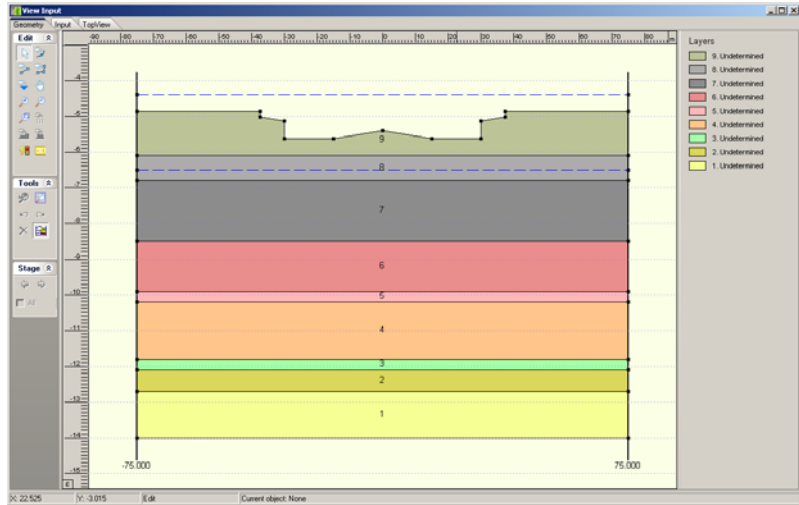 View Input
Geometry Input TopView
Edit
-90 -80 -70 -60 -50 -40 -30 -20 -10 0 10 20 30 40 50 60 70 80
Layers
9. Undetermined
8. Undetermined
7. Undetermined
6. Undetermined
5. Undetermined
4. Undetermined
3. Undetermined
2. Undetermined
1. Undetermined
-4
-5
-6
-7
-8
-9
-10
-11
-12
-13
-14
-15
9
8
7
6
5
4
3
2
1
Tools
Stage
All
-75.000 75.000
E
X: 22.525 Y: -3.015 Edit Current object: None